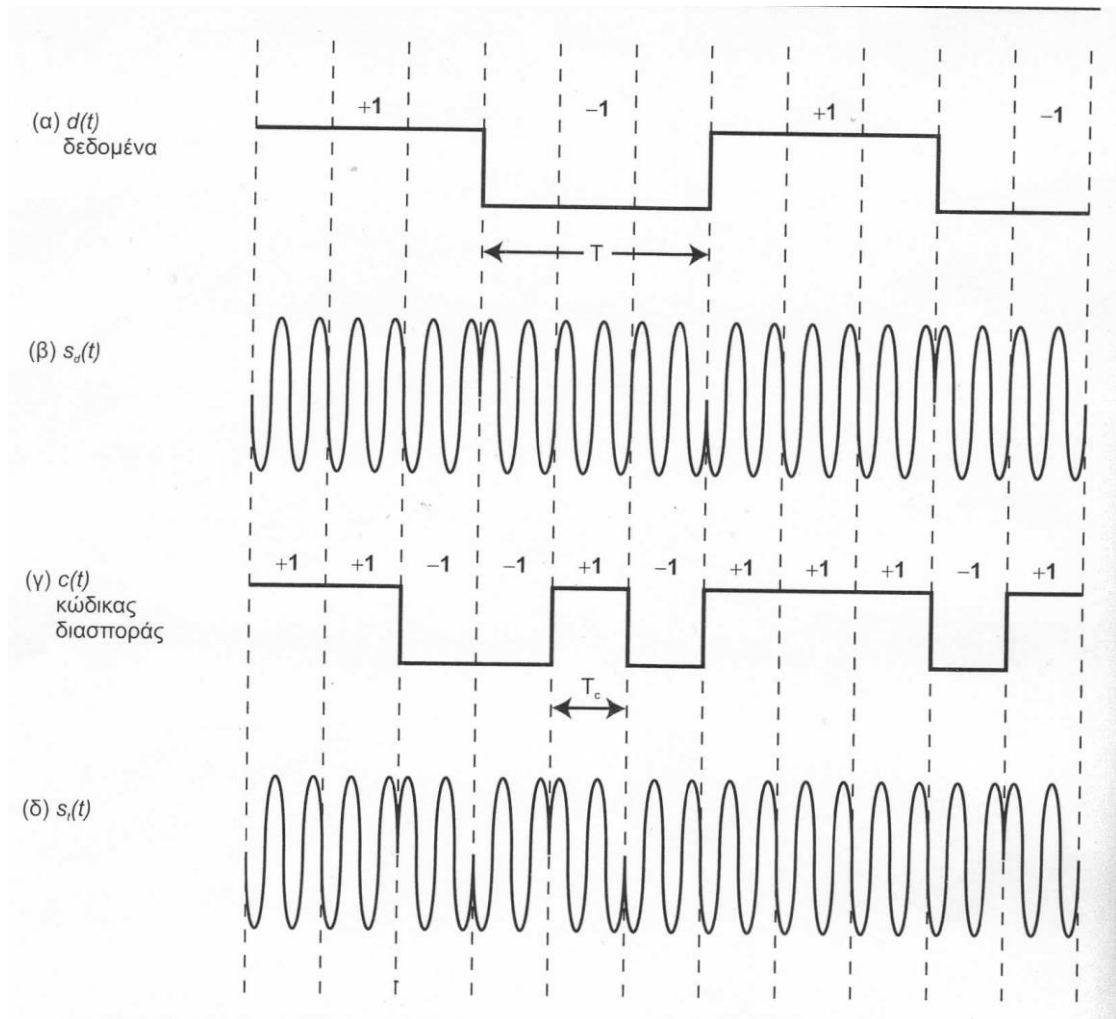 +1 −1 +1 −1
(α) d(t)
δεδομένα
T
(β) s_d(t)
+1 +1 −1 −1 +1 −1 +1 +1 +1 −1 +1
(γ) c(t)
κώδικας
διασποράς
T_c
(δ) s_t(t)